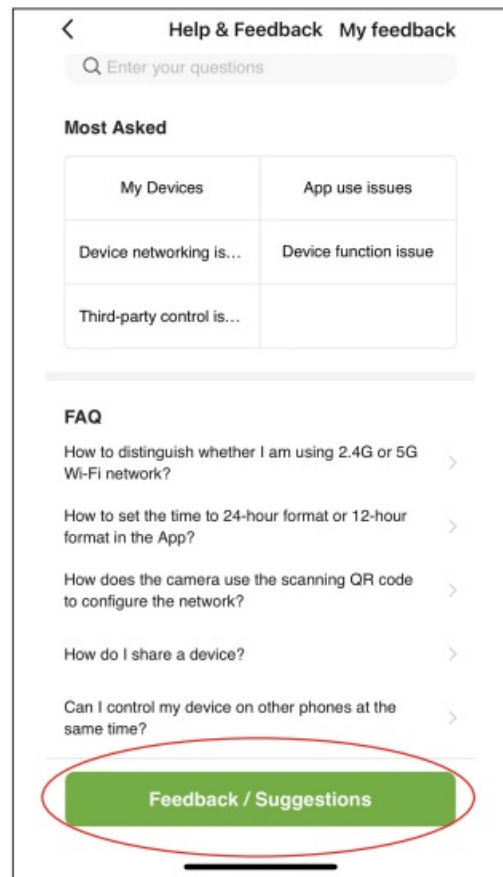 Help & Feedback My feedback
Enter your questions
Most Asked
My Devices App use issues
Device networking is... Device function issue
Third-party control is...
FAQ
How to distinguish whether I am using 2.4G or 5G
Wi-Fi network?
How to set the time to 24-hour format or 12-hour
format in the App?
How does the camera use the scanning QR code
to configure the network?
How do I share a device?
Can I control my device on other phones at the
same time?
Feedback / Suggestions